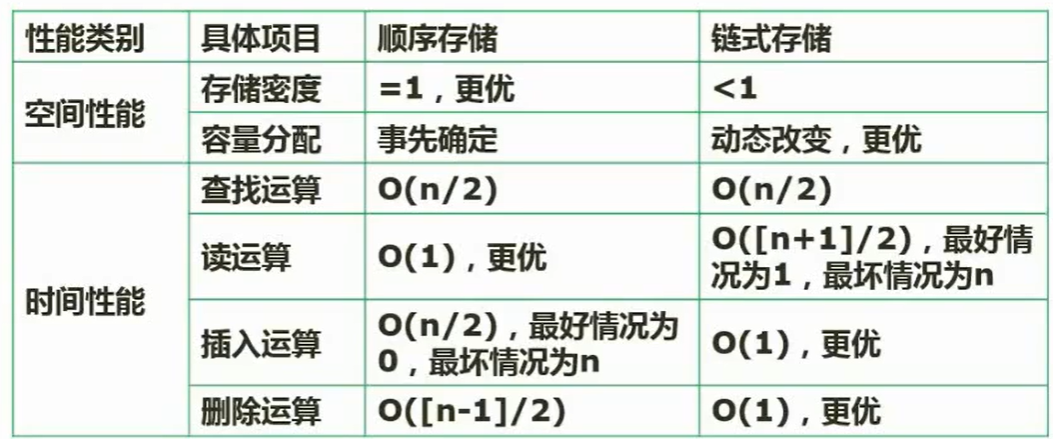 性能类别 具体项目 顺序存储 链式存储
空间性能 存储密度 =1，更优 <1
容量分配 事先确定 动态改变，更优
时间性能 查找运算 O(n/2) O(n/2)
读运算 O(1)，更优 O([n+1]/2)，最好情
况为1，最坏情况为n
插入运算 O(n/2)，最好情况为
0，最坏情况为n O(1)，更优
删除运算 O([n-1]/2) O(1)，更优